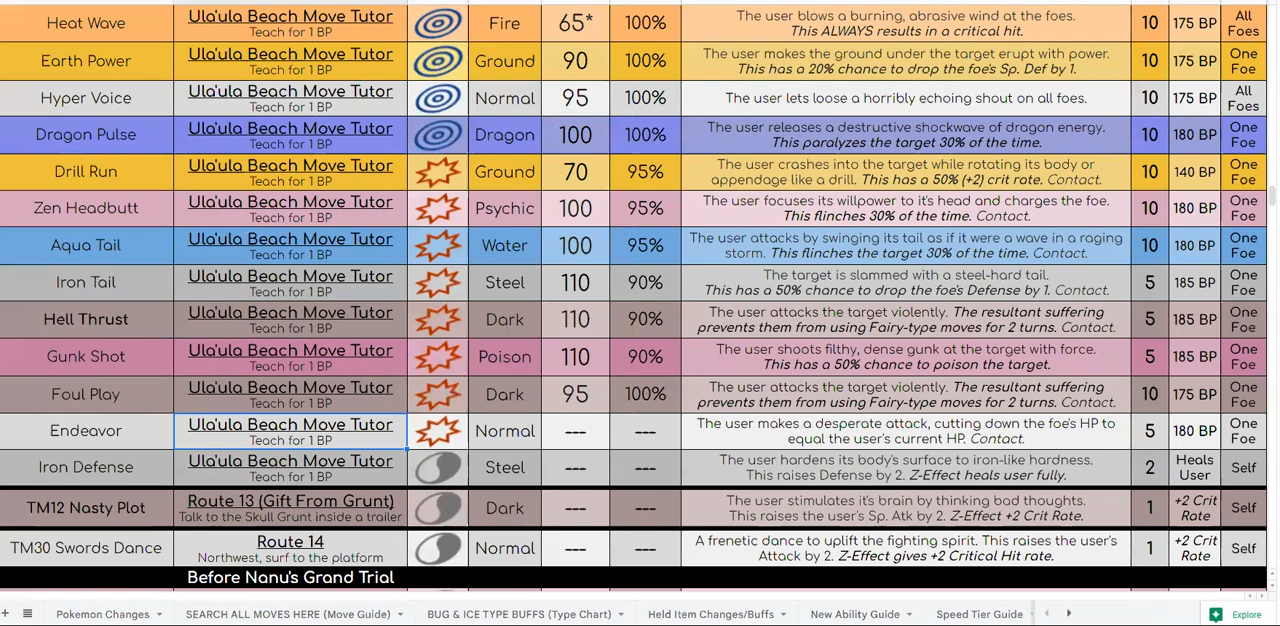 Heat Wave
Ula'ula Beach Move Tutor
Teach for 1 BP
Fire
65*
100%
The user blows a burning, abrasive wind at the foes.
This ALWAYS results in a critical hit.
10
175 BP
All
Foes
Earth Power
Ula'ula Beach Move Tutor
Teach for 1 BP
Ground
90
100%
The user makes the ground under the target erupt with power.
This has a 20% chance to drop the foe's Sp. Def by 1.
10
175 BP
One
Foe
Hyper Voice
Ula'ula Beach Move Tutor
Teach for 1 BP
Normal
95
100%
The user lets loose a horribly echoing shout on all foes.
10
175 BP
All
Foes
Dragon Pulse
Ula'ula Beach Move Tutor
Teach for 1 BP
Dragon
100
100%
The user releases a destructive shockwave of dragon energy.
This paralyzes the target 30% of the time.
10
180 BP
One
Foe
Drill Run
Ula'ula Beach Move Tutor
Teach for 1 BP
Ground
70
95%
The user crashes into the target while rotating its body or
appendage like a drill. This has a 50% (+2) crit rate. Contact.
10
140 BP
One
Foe
Zen Headbutt
Ula'ula Beach Move Tutor
Teach for 1 BP
Psychic
100
95%
The user focuses its willpower to it's head and charges the foe.
This flinches 30% of the time. Contact.
10
180 BP
One
Foe
Aqua Tail
Ula'ula Beach Move Tutor
Teach for 1 BP
Water
100
95%
The user attacks by swinging its tail as if it were a wave in a raging
storm. This flinches the target 30% of the time. Contact.
10
180 BP
One
Foe
Iron Tail
Ula'ula Beach Move Tutor
Teach for 1 BP
Steel
110
90%
The target is slammed with a steel-hard tail.
This has a 50% chance to drop the foe's Defense by 1. Contact.
5
185 BP
One
Foe
Hell Thrust
Ula'ula Beach Move Tutor
Teach for 1 BP
Dark
110
90%
The user attacks the target violently. The resultant suffering
prevents them from using Fairy-type moves for 2 turns. Contact.
5
185 BP
One
Foe
Gunk Shot
Ula'ula Beach Move Tutor
Teach for 1 BP
Poison
110
90%
The user shoots filthy, dense gunk at the target with force.
This has a 50% chance to poison the target.
5
185 BP
One
Foe
Foul Play
Ula'ula Beach Move Tutor
Teach for 1 BP
Dark
95
100%
The user attacks the target violently. The resultant suffering
prevents them from using Fairy-type moves for 2 turns. Contact.
10
175 BP
One
Foe
Endeavor
Ula'ula Beach Move Tutor
Teach for 1 BP
Normal
---
---
The user makes a desperate attack, cutting down the foe's HP to
equal the user's current HP. Contact.
5
180 BP
One
Foe
Iron Defense
Ula'ula Beach Move Tutor
Teach for 1 BP
Steel
---
---
The user hardens its body's surface to iron-like hardness.
This raises Defense by 2. Z-Effect heals user fully.
2
Heals
User
Self
TM12 Nasty Plot
Route 13 (Gift From Grunt)
Talk to the Skull Grunt inside a trailer
Dark
---
---
The user stimulates it's brain by thinking bad thoughts.
This raises the user's Sp. Atk by 2. Z-Effect +2 Crit Rate.
1
+2 Crit
Rate
Self
TM30 Swords Dance
Route 14
Northwest, surf to the platform
Normal
---
---
A frenetic dance to uplift the fighting spirit. This raises the user's
Attack by 2. Z-Effect gives +2 Critical Hit rate.
1
+2 Crit
Rate
Self
Before Nanu's Grand Trial
Pokemon Changes
SEARCH ALL MOVES HERE (Move Guide)
BUG & ICE TYPE BUFFS (Type Chart)
Held Item Changes/Buffs
New Ability Guide
Speed Tier Guide
Explore